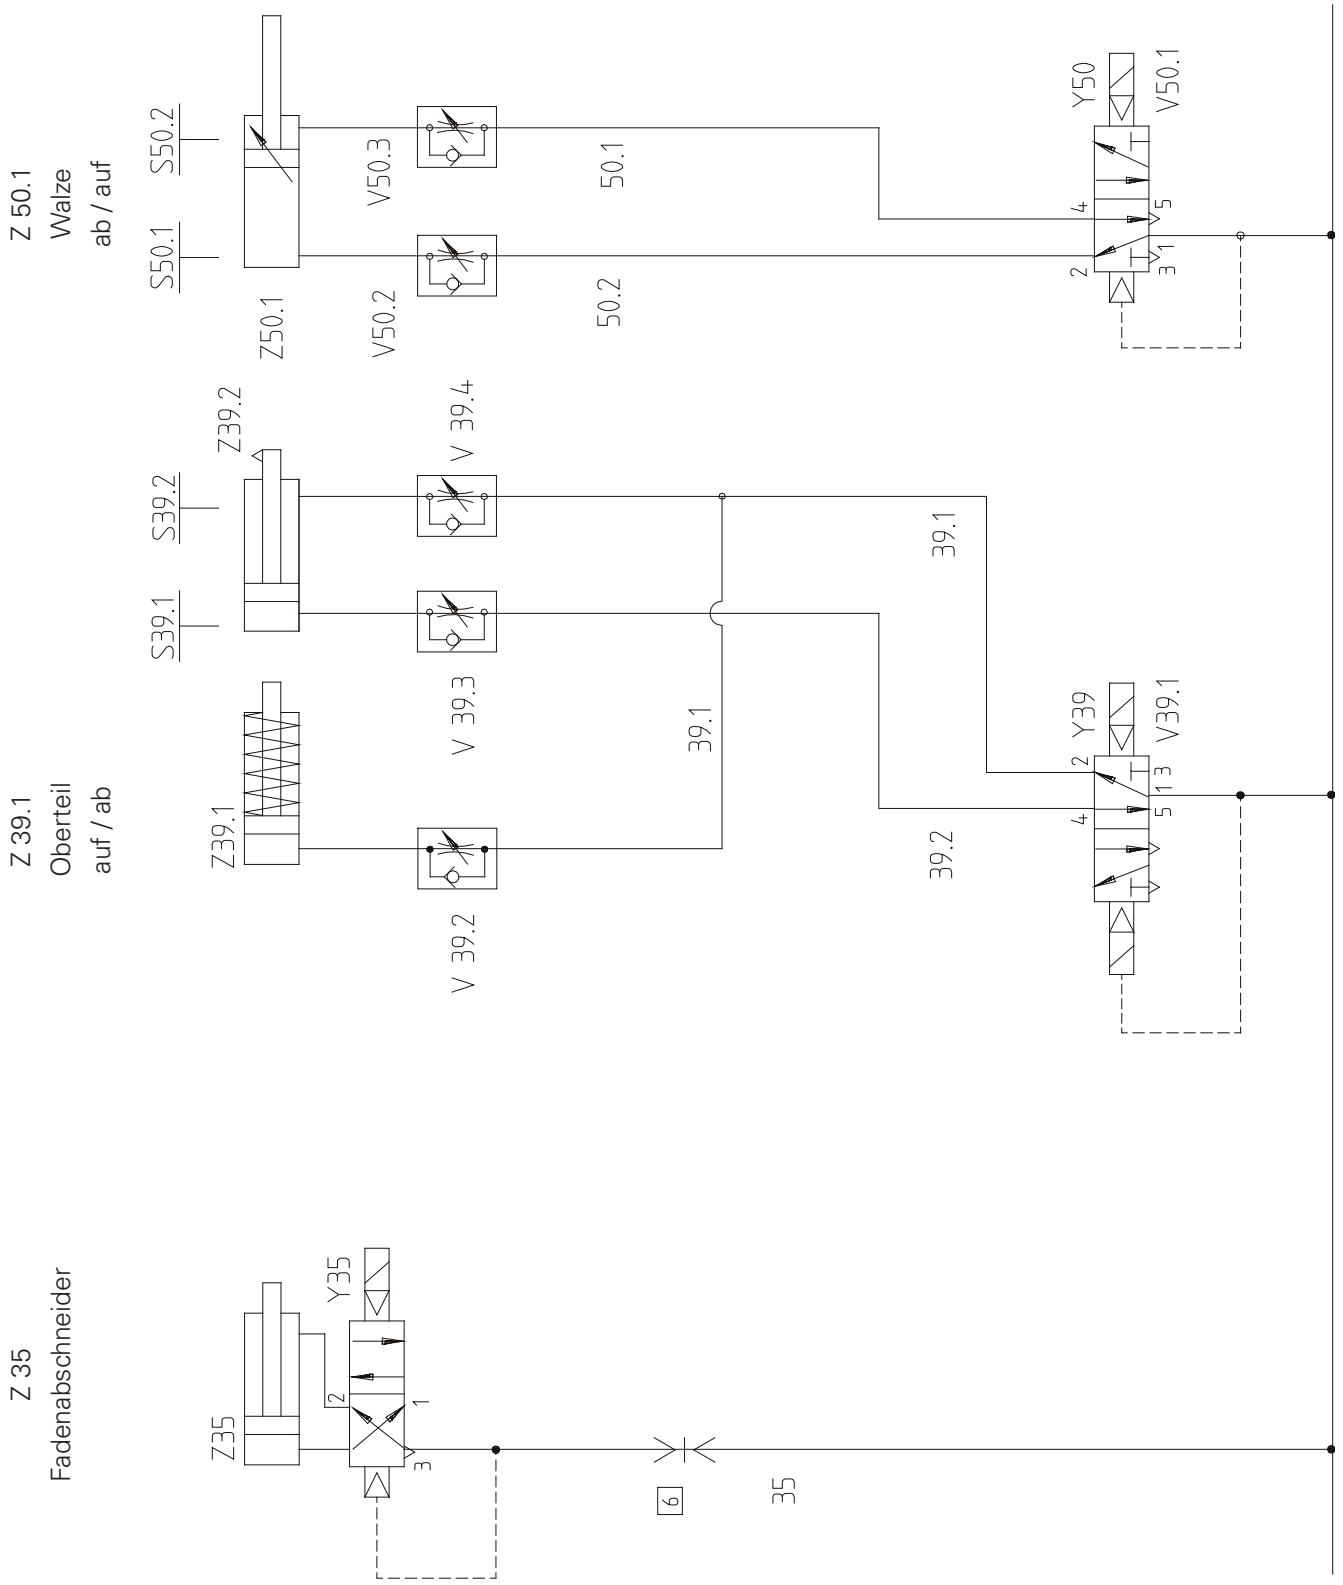 Z 35
Fadenabschneider
Z35
Y35
2
1
3
6
35
Z 39.1
Oberteil
auf / ab
S39.1
S39.2
Z39.1
Z39.2
V 39.2
V 39.3
V 39.4
39.1
39.1
39.2
Y39
4
2
5
1
3
V39.1
Z 50.1
Walze
ab / auf
S50.1
S50.2
Z50.1
V50.2
V50.3
50.2
50.1
Y50
2
4
3
1
5
V50.1